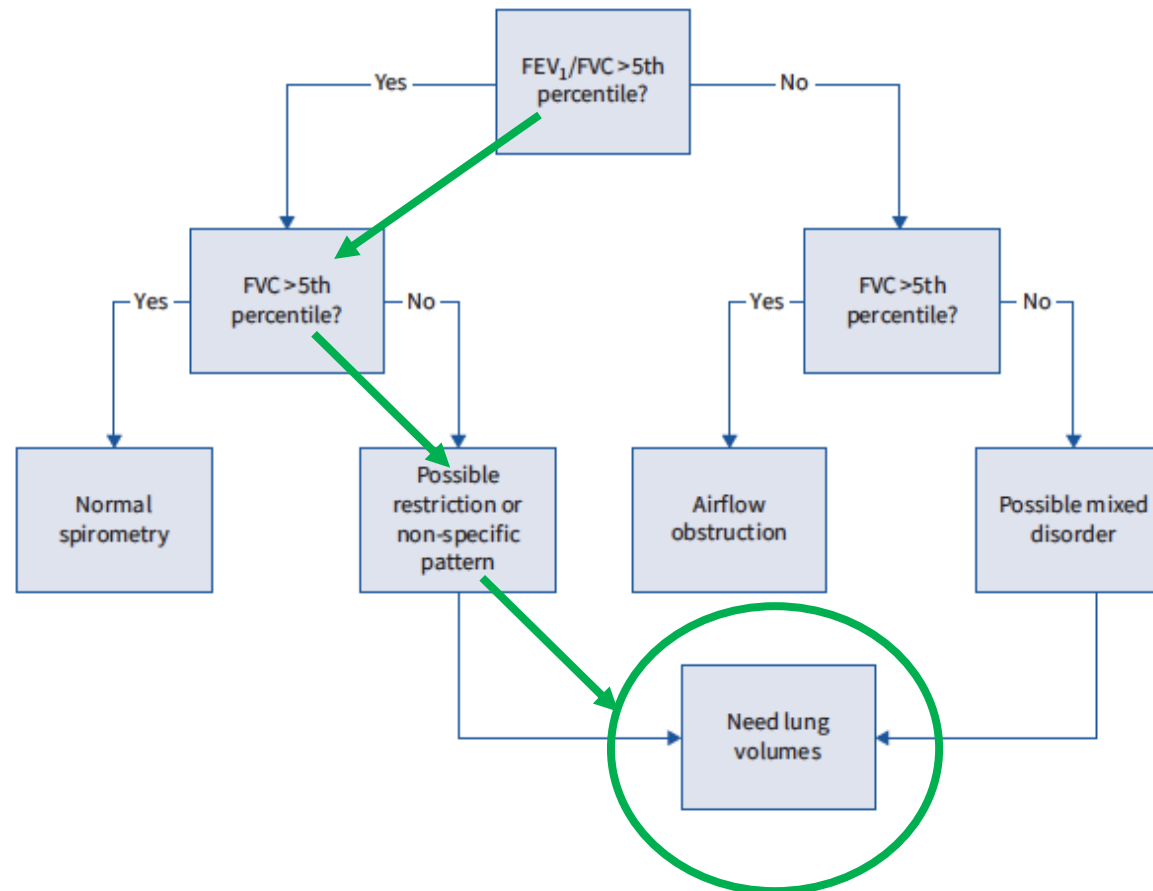 FEV₁/FVC>5th
percentile?
Yes
No
FVC>5th
percentile?
Yes
No
FVC>5th
percentile?
Yes
No
Normal
spirometry
Possible
restriction or
non-specific
pattern
Airflow
obstruction
Possible mixed
disorder
Need lung
volumes